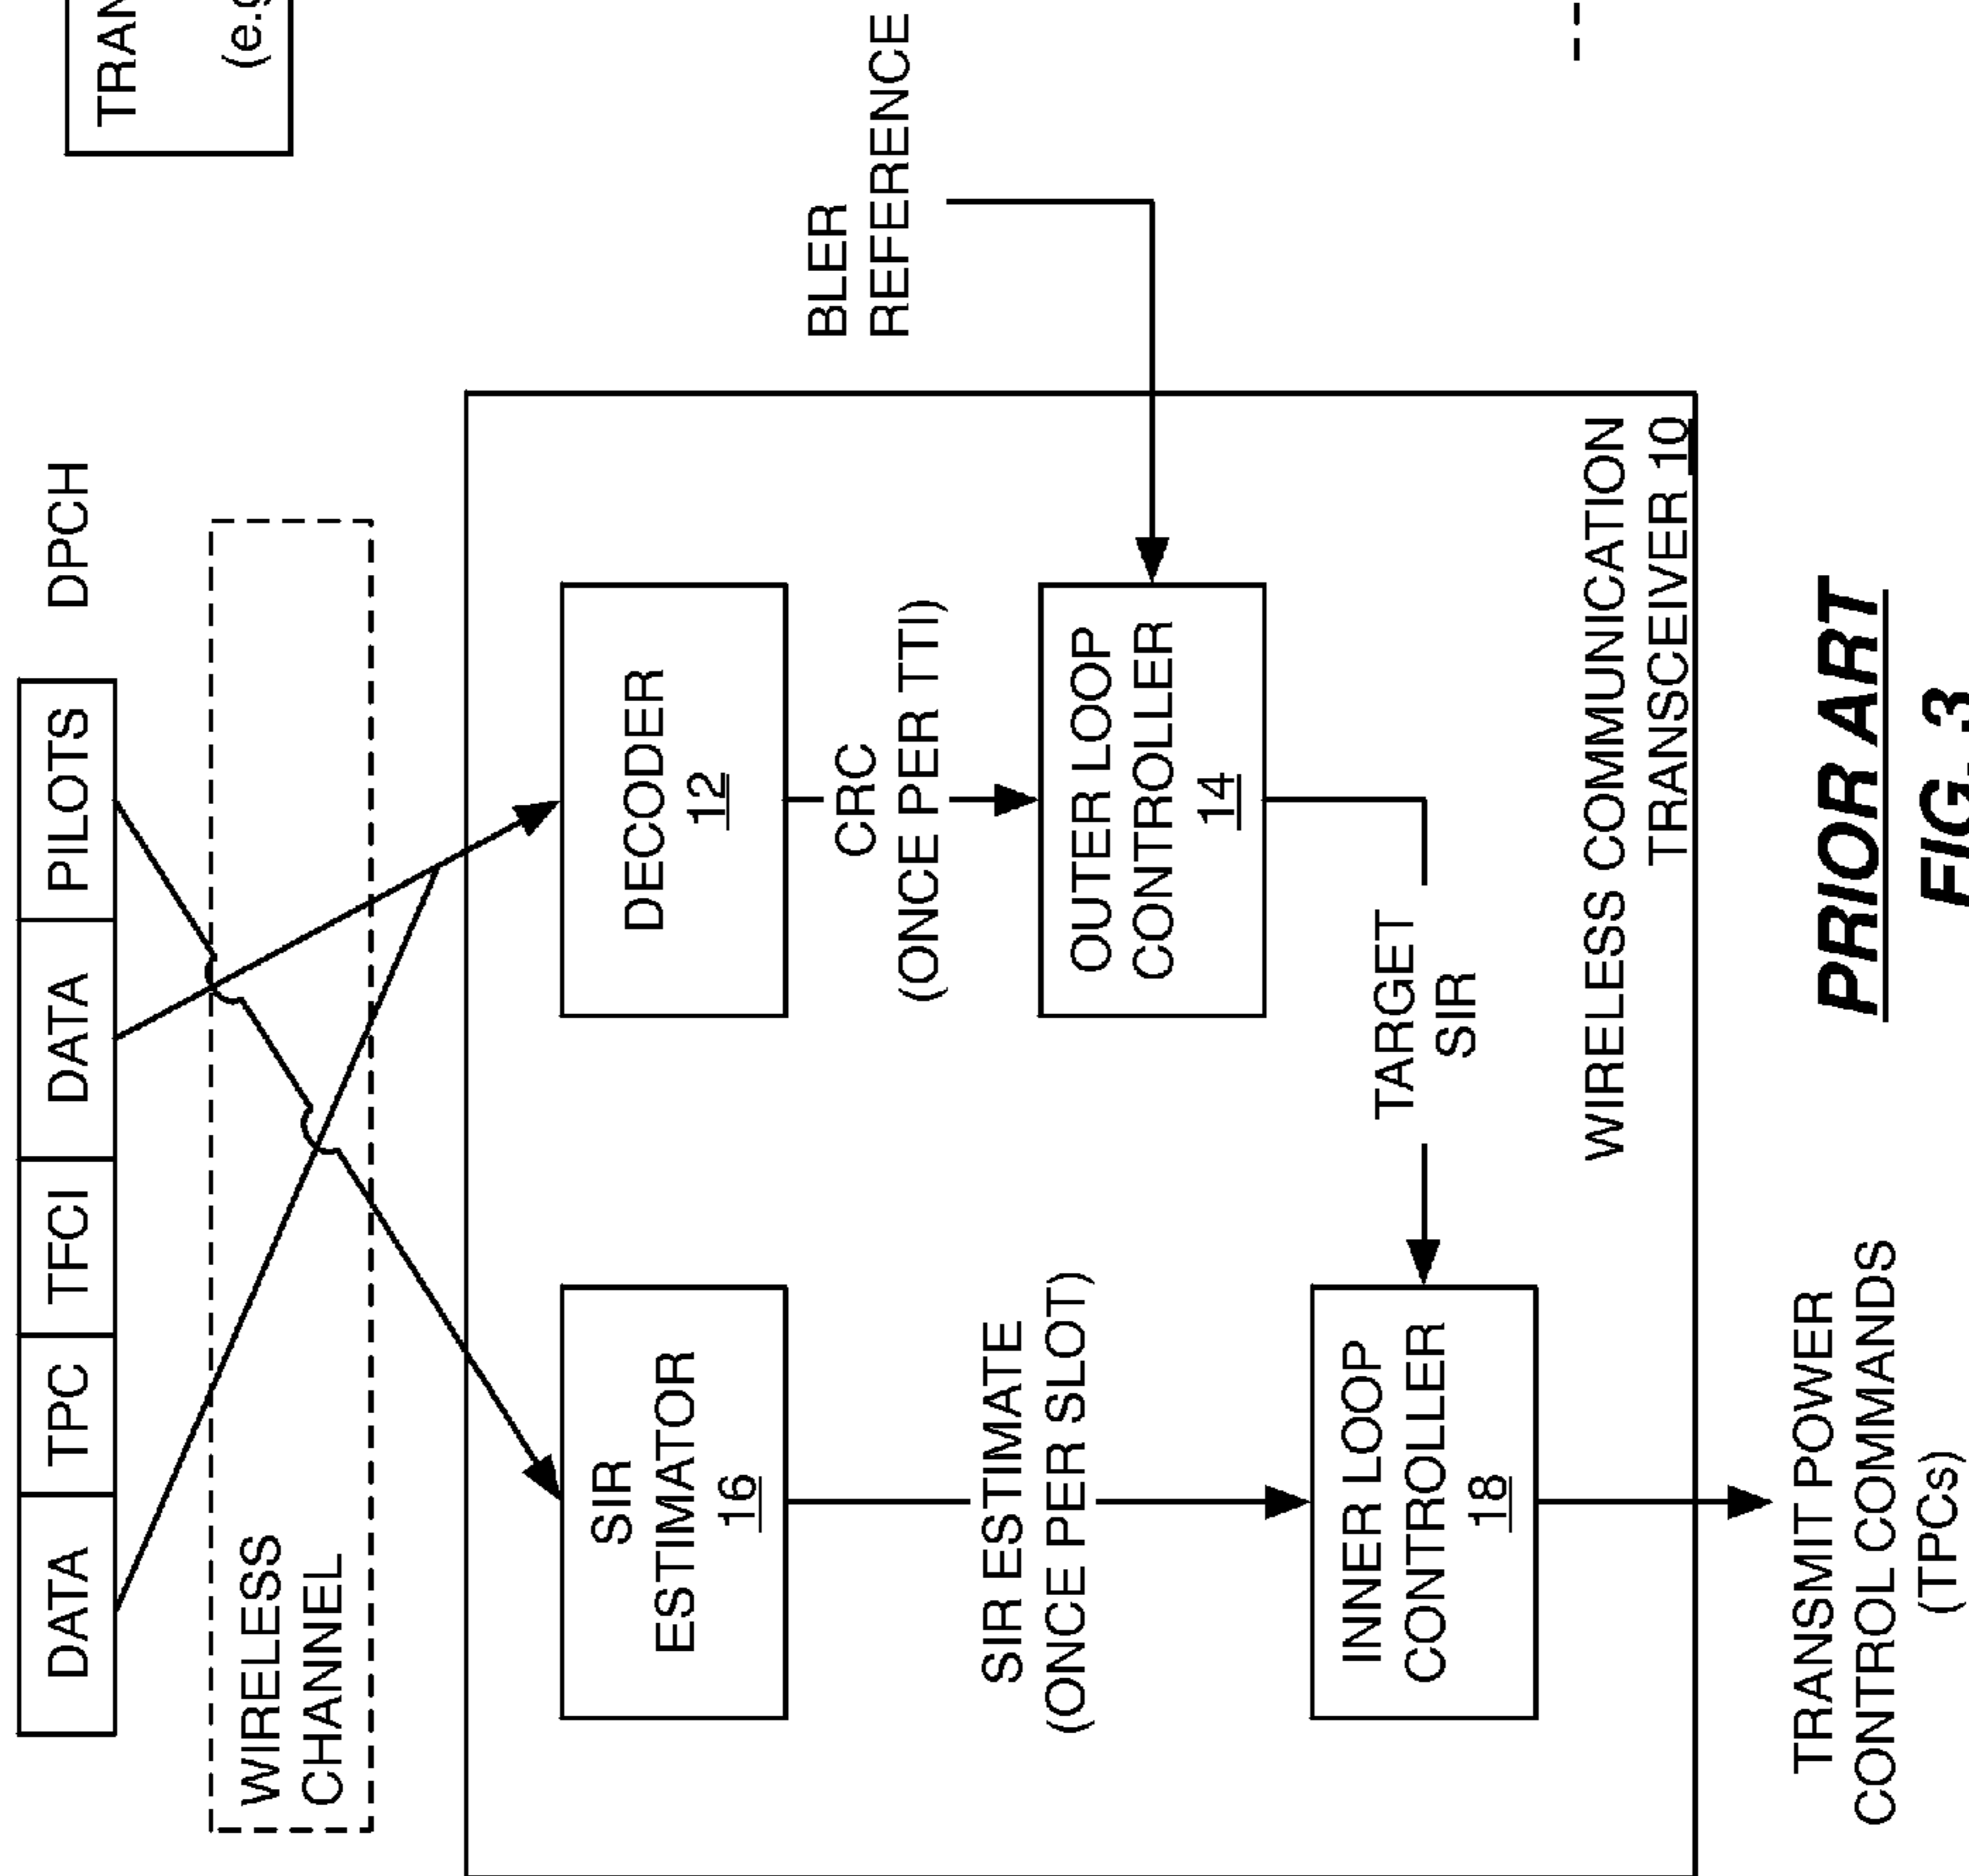 DATA TPC TFCI DATA PILOTS DPCH
WIRELESS
CHANNEL
SIR
ESTIMATOR
16
DECODER
12
BLER
REFERENCE
CRC
(ONCE PER TTI)
SIR ESTIMATE
(ONCE PER SLOT)
OUTER LOOP
CONTROLLER
14
INNER LOOP
CONTROLLER
18
TARGET
SIR
WIRELESS COMMUNICATION
TRANSCEIVER 10
TRANSMIT POWER
CONTROL COMMANDS
(TPCs)
PRIOR ART
FIG. 3